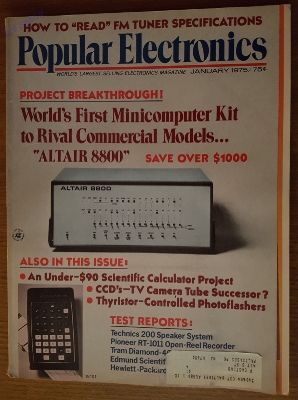 HOW TO "READ" FM TUNER SPECIFICATIONS
Popular Electronics
WORLD'S LARGEST-SELLING ELECTRONICS MAGAZINE JANUARY 1975/75¢
PROJECT BREAKTHROUGH!
World's First Minicomputer Kit
to Rival Commercial Models...
"ALTAIR 8800" SAVE OVER $1000
ALTAIR 8800
ALSO IN THIS ISSUE:
• An Under-$90 Scientific Calculator Project
• CCD's—TV Camera Tube Successor?
• Thyristor-Controlled Photoflashers
TEST REPORTS:
Technics 200 Speaker System
Pioneer RT-1011 Open-Reel Recorder
Tram Diamond-4
Edmund Scientific
Hewlett-Packard